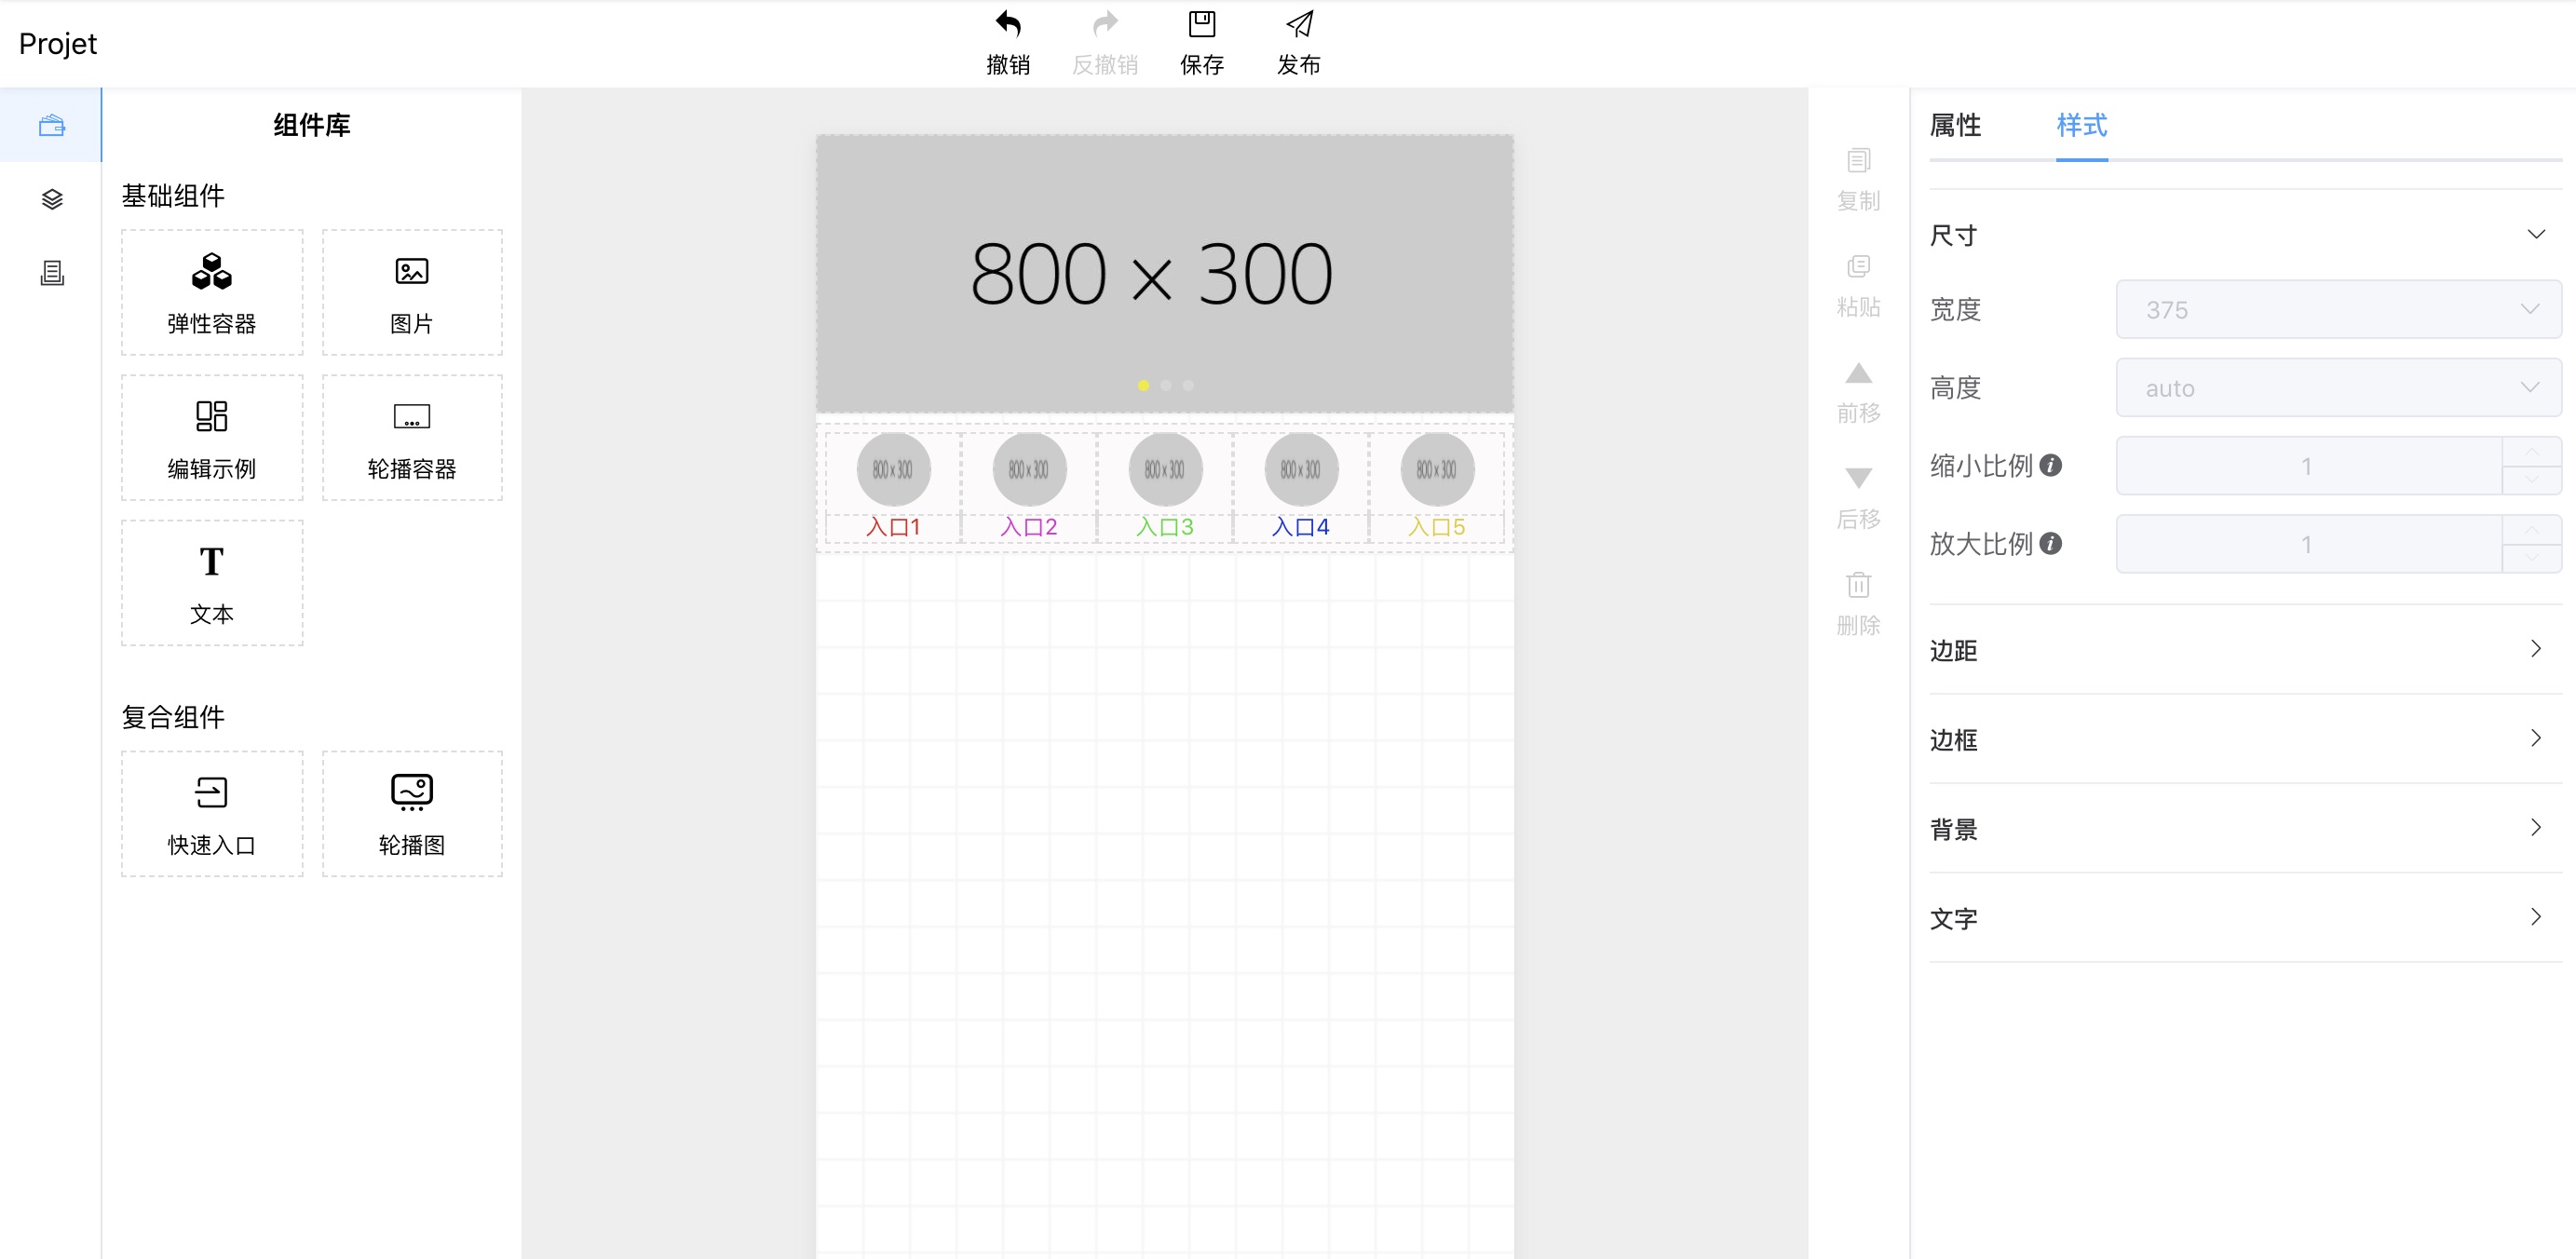 Projet
撤销 反撤销 保存 发布
组件库
基础组件
弹性容器 图片
编辑示例 轮播容器
T
文本
复合组件
快速入口 轮播图
800 × 300
800 x 300 800 x 300 800 x 300 800 x 300 800 x 300
入口1 入口2 入口3 入口4 入口5
复制
粘贴
前移
后移
删除
属性 样式
尺寸
宽度 375
高度 auto
缩小比例 i 1
放大比例 i 1
边距
边框
背景
文字